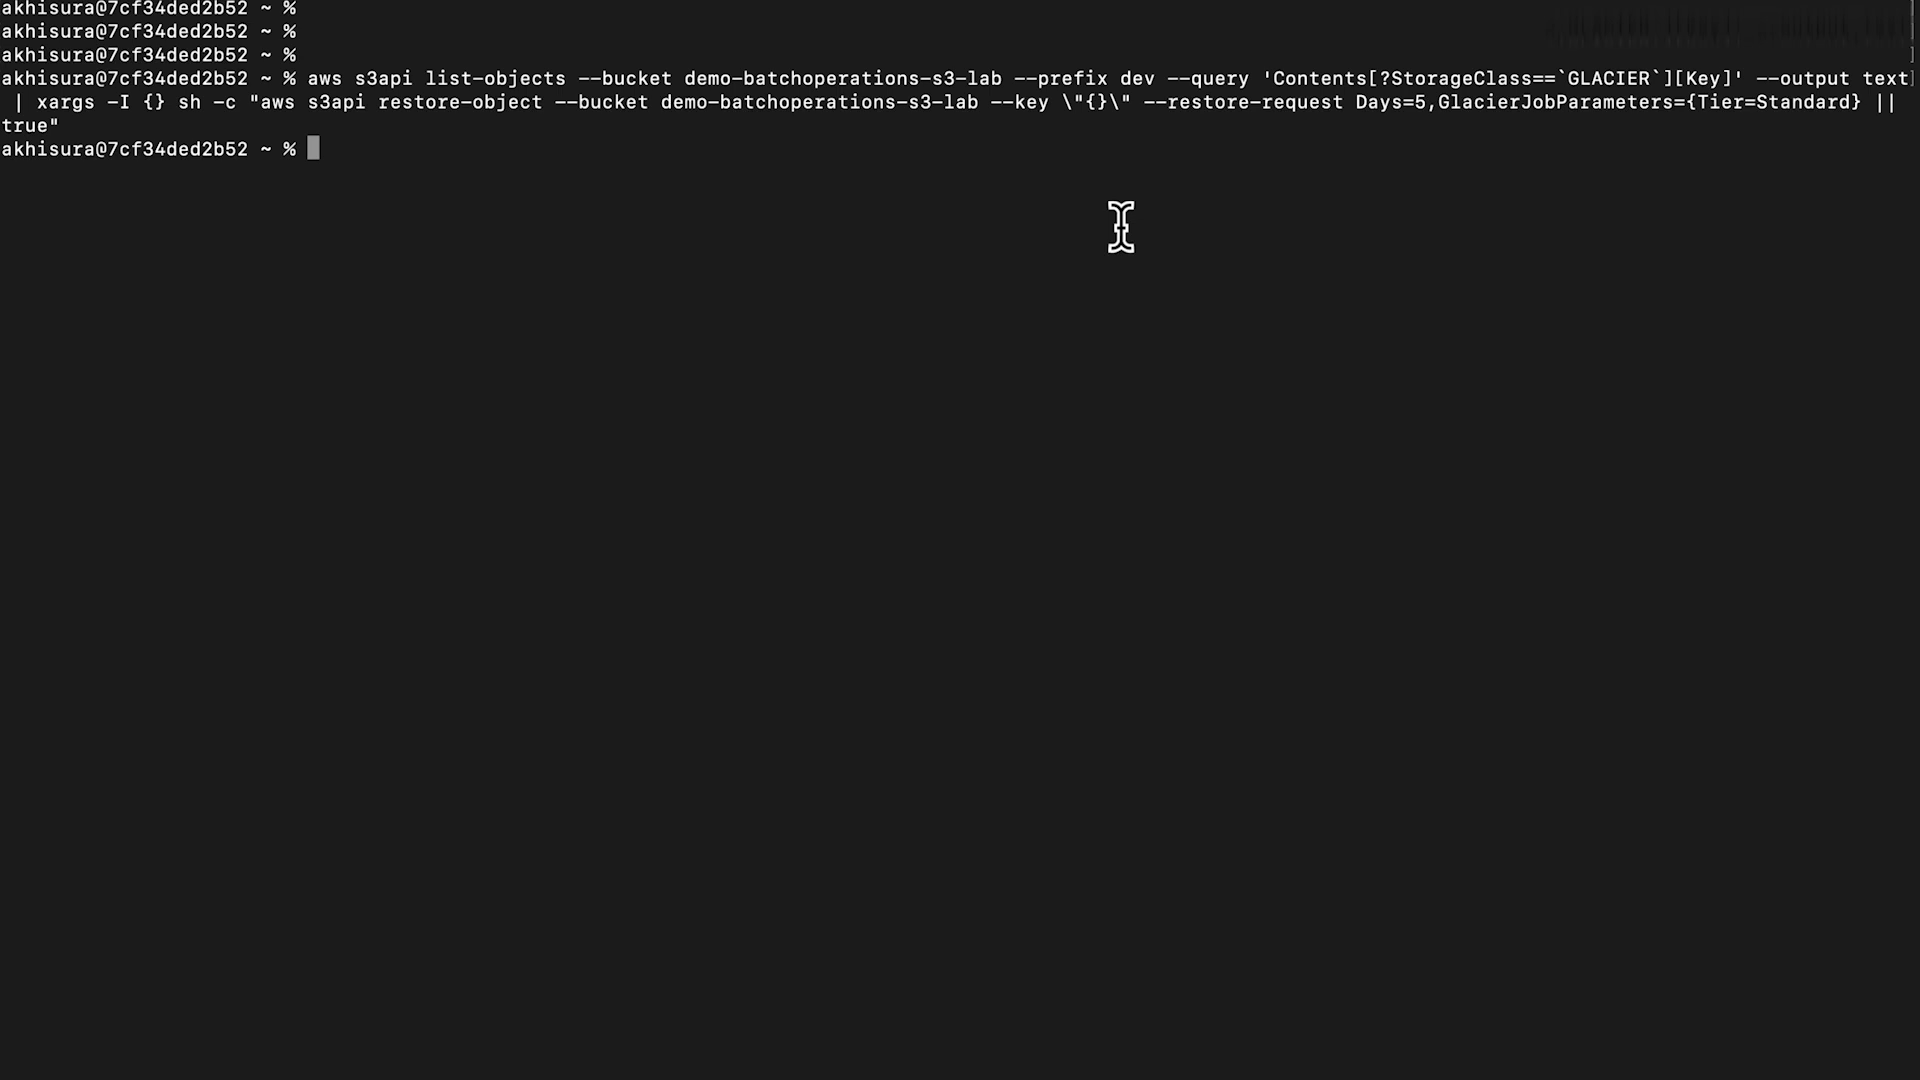 akhisura@7cf34ded2b52 ~ %
akhisura@7cf34ded2b52 ~ %
akhisura@7cf34ded2b52 ~ %
akhisura@7cf34ded2b52 ~ % aws s3api list-objects --bucket demo-batchoperations-s3-lab --prefix dev --query 'Contents[?StorageClass==`GLACIER`][Key]' --output text
| xargs -I {} sh -c "aws s3api restore-object --bucket demo-batchoperations-s3-lab --key \"{}\" --restore-request Days=5,GlacierJobParameters={Tier=Standard} ||
true"
akhisura@7cf34ded2b52 ~ %